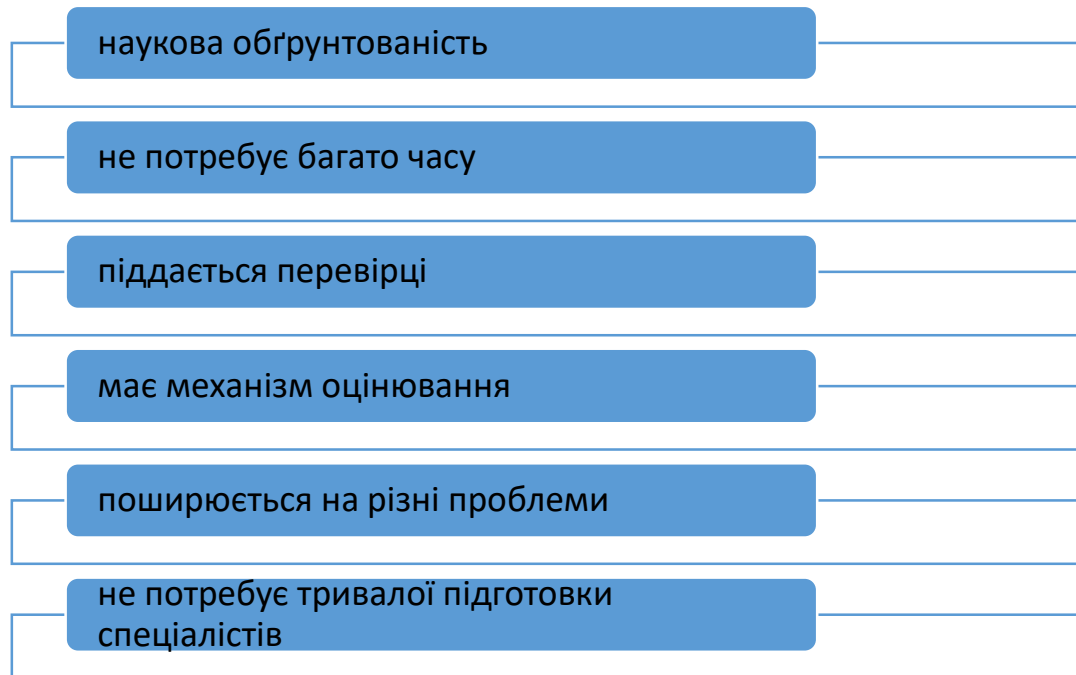 наукова обґрунтованість
не потребує багато часу
піддається перевірці
має механізм оцінювання
поширюється на різні проблеми
не потребує тривалої підготовки
спеціалістів